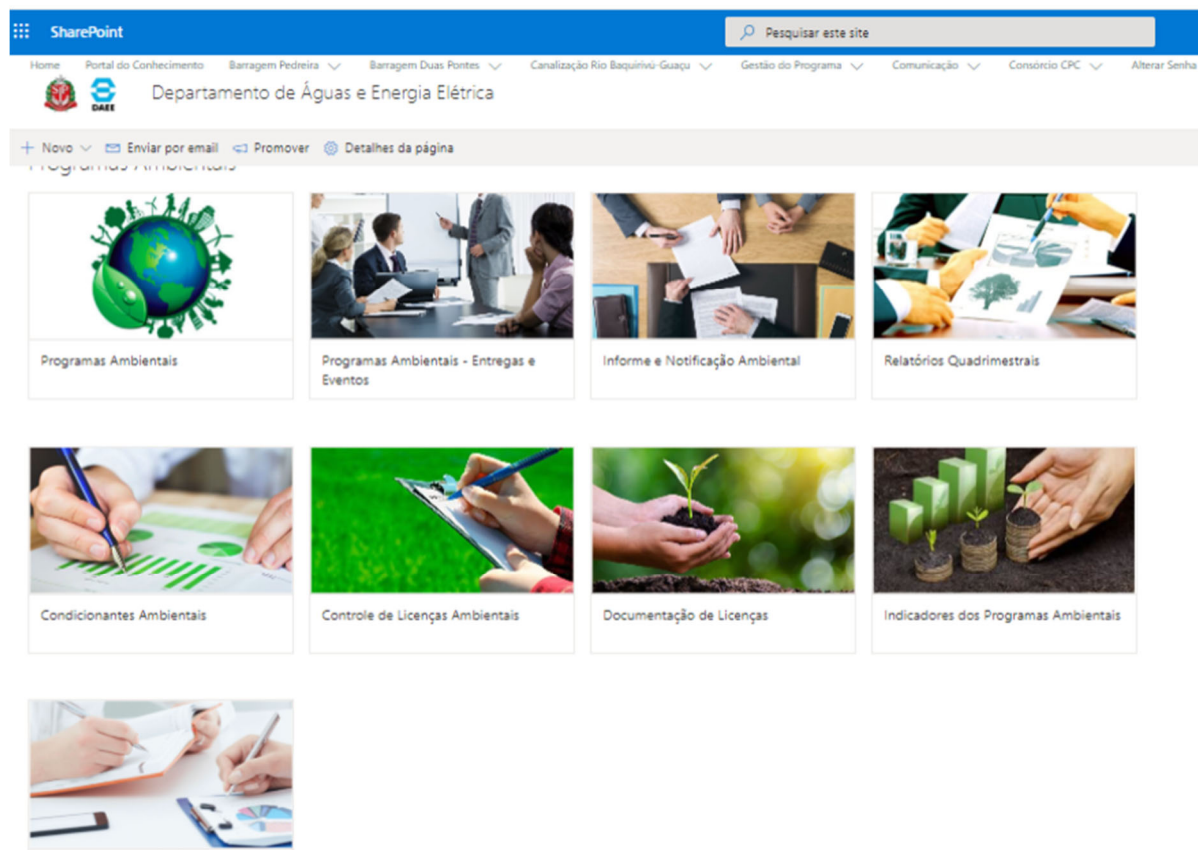 SharePoint
Pesquisar este site
Home Portal do Conhecimento Barragem Pedreira Barragem Duas Pontes Canalização Rio Baquirivú-Guaçu Gestão do Programa Comunicação Consórcio CPC Alterar Senha
DAEE
Departamento de Águas e Energia Elétrica
Novo Enviar por email Promover Detalhes da página
Programas Ambientais
Programas Ambientais
Programas Ambientais - Entregas e
Eventos
Informe e Notificação Ambiental
Relatórios Quadrimestrais
Condicionantes Ambientais
Controle de Licenças Ambientais
Documentação de Licenças
Indicadores dos Programas Ambientais